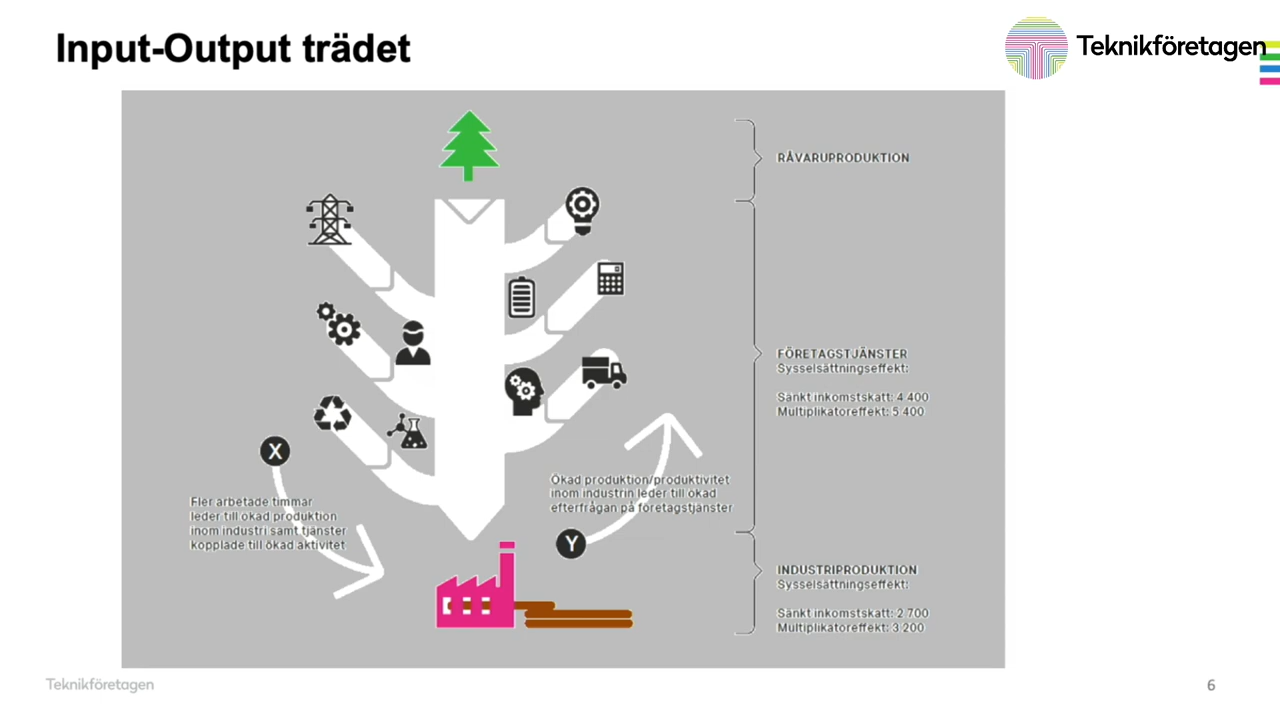 Input-Output trädet
Teknikföretagen
RÅVARUPRODUKTION
FÖRETAGSTJÄNSTER
Sysselsättningseffekt:
Sänkt inkomstskatt: 4 400
Multiplikatoreffekt: 5 400
X
Fler arbetade timmar
leder till ökad produktion
inom industri samt tjänster
kopplade till ökad aktivitet
Ökad produktion/produktivitet
inom industrin leder till ökad
efterfrågan på företagstjänster
Y
INDUSTRIPRODUKTION
Sysselsättningseffekt:
Sänkt inkomstskatt: 2 700
Multiplikatoreffekt: 3 200
Teknikföretagen
6